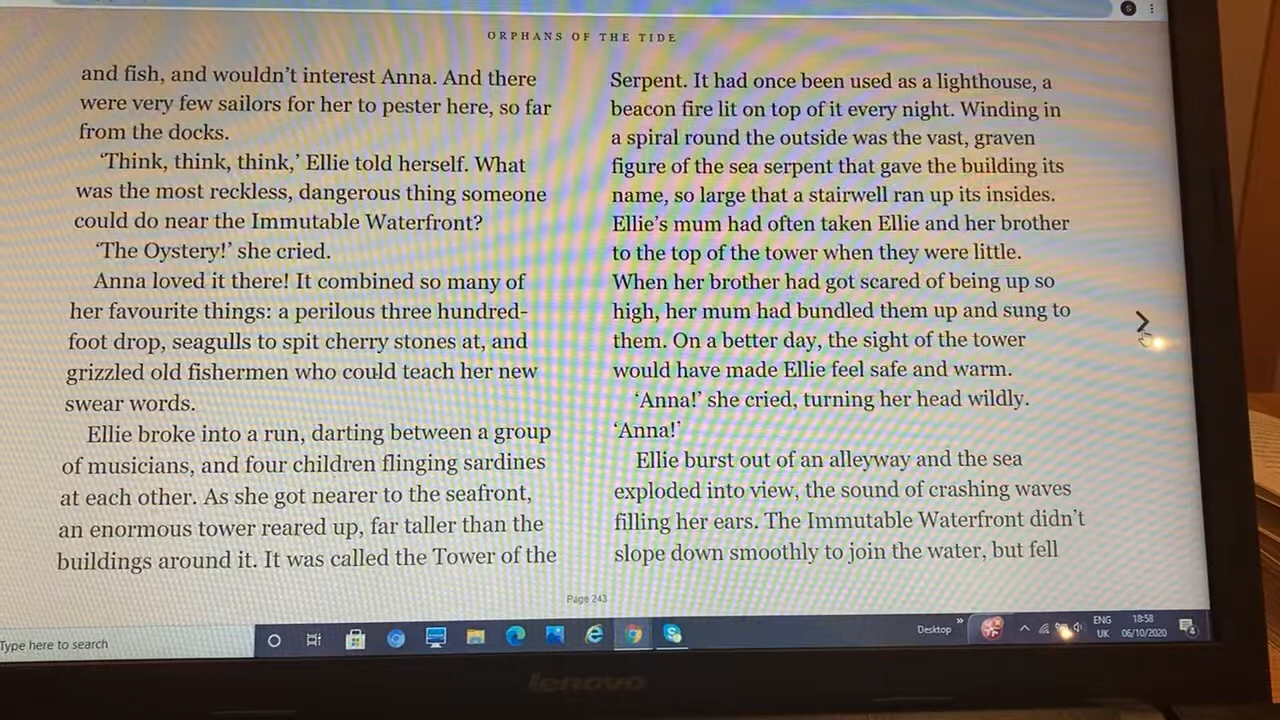 ORPHANS OF THE TIDE
and fish, and wouldn't interest Anna. And there
were very few sailors for her to pester here, so far
from the docks.
'Think, think, think,' Ellie told herself. What
was the most reckless, dangerous thing someone
could do near the Immutable Waterfront?
'The Oystery!' she cried.
Anna loved it there! It combined so many of
her favourite things: a perilous three hundred-
foot drop, seagulls to spit cherry stones at, and
grizzled old fishermen who could teach her new
swear words.
Ellie broke into a run, darting between a group
of musicians, and four children flinging sardines
at each other. As she got nearer to the seafront,
an enormous tower reared up, far taller than the
buildings around it. It was called the Tower of the
Serpent. It had once been used as a lighthouse, a
beacon fire lit on top of it every night. Winding in
a spiral round the outside was the vast, graven
figure of the sea serpent that gave the building its
name, so large that a stairwell ran up its insides.
Ellie's mum had often taken Ellie and her brother
to the top of the tower when they were little.
When her brother had got scared of being up so
high, her mum had bundled them up and sung to
them. On a better day, the sight of the tower
would have made Ellie feel safe and warm.
'Anna!' she cried, turning her head wildly.
'Anna!'
Ellie burst out of an alleyway and the sea
exploded into view, the sound of crashing waves
filling her ears. The Immutable Waterfront didn't
slope down smoothly to join the water, but fell
Page 243
Type here to search
Desktop
ENG
UK
18:58
06/10/2020
4
lenovo